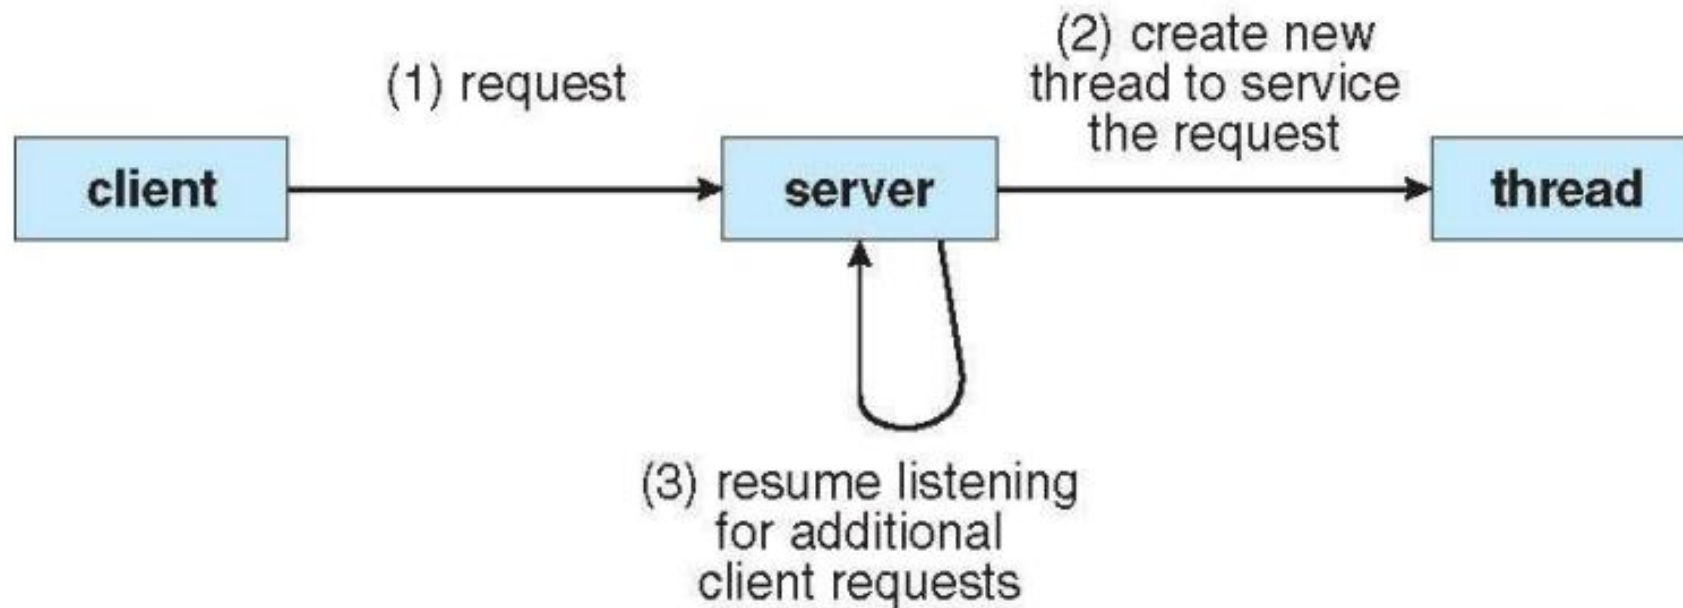 (1) request
(2) create new
thread to service
the request
client
server
thread
(3) resume listening
for additional
client requests